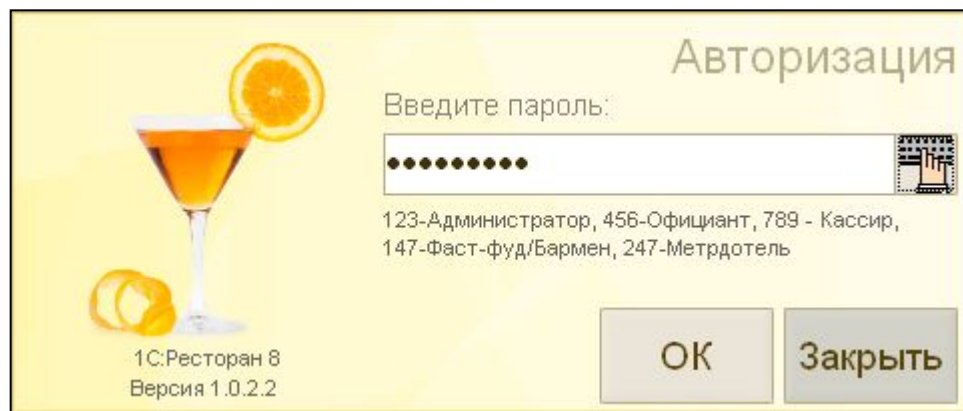 Авторизация
Введите пароль:
●●●●●●●●●
123-Администратор, 456-Официант, 789 - Кассир,
147-Фаст-фуд/Бармен, 247-Метрдотель
1С:Ресторан 8
Версия 1.0.2.2
ОК
Закрыть